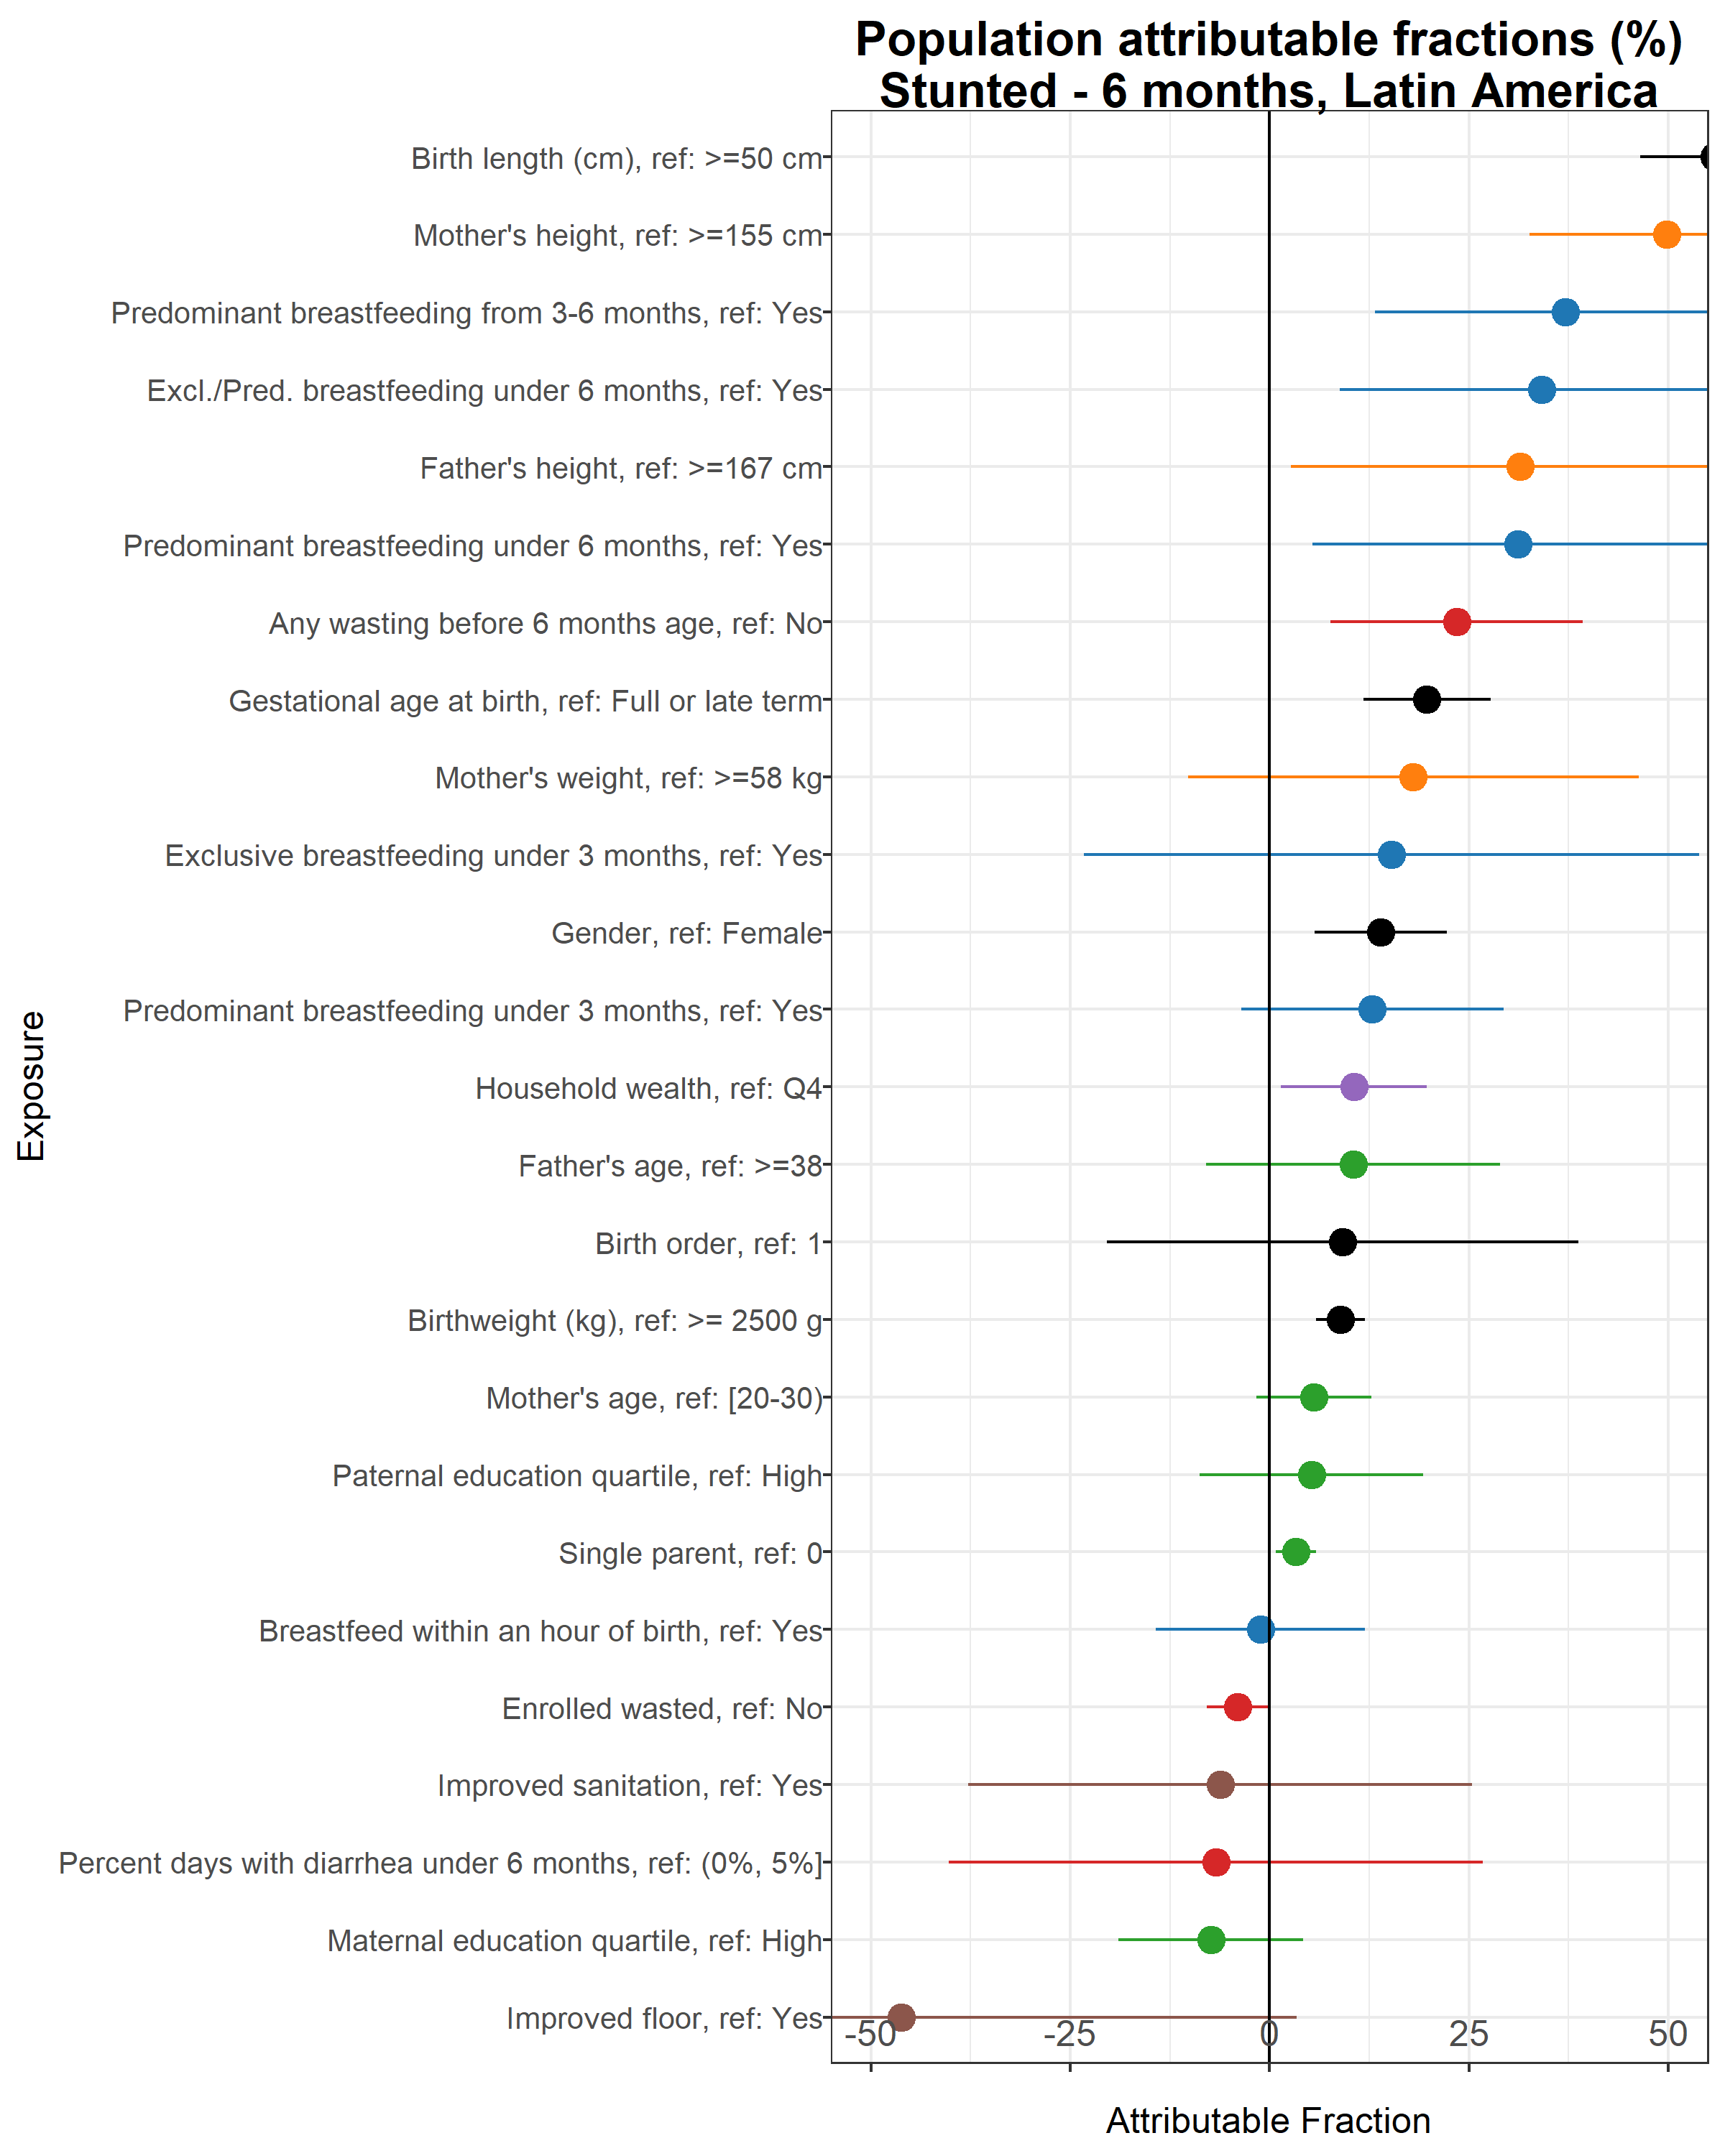 Population attributable fractions (%)
Stunted - 6 months, Latin America
Birth length (cm), ref: >=50 cm
Mother's height, ref: >=155 cm
Predominant breastfeeding from 3-6 months, ref: Yes
Excl./Pred. breastfeeding under 6 months, ref: Yes
Father's height, ref: >=167 cm
Predominant breastfeeding under 6 months, ref: Yes
Any wasting before 6 months age, ref: No
Gestational age at birth, ref: Full or late term
Mother's weight, ref: >=58 kg
Exclusive breastfeeding under 3 months, ref: Yes
Gender, ref: Female
Predominant breastfeeding under 3 months, ref: Yes
Household wealth, ref: Q4
Father's age, ref: >=38
Birth order, ref: 1
Birthweight (kg), ref: >= 2500 g
Mother's age, ref: [20-30)
Paternal education quartile, ref: High
Single parent, ref: 0
Breastfeed within an hour of birth, ref: Yes
Enrolled wasted, ref: No
Improved sanitation, ref: Yes
Percent days with diarrhea under 6 months, ref: (0%, 5%]
Maternal education quartile, ref: High
Improved floor, ref: Yes
Exposure
-50 -25 0 25 50
Attributable Fraction